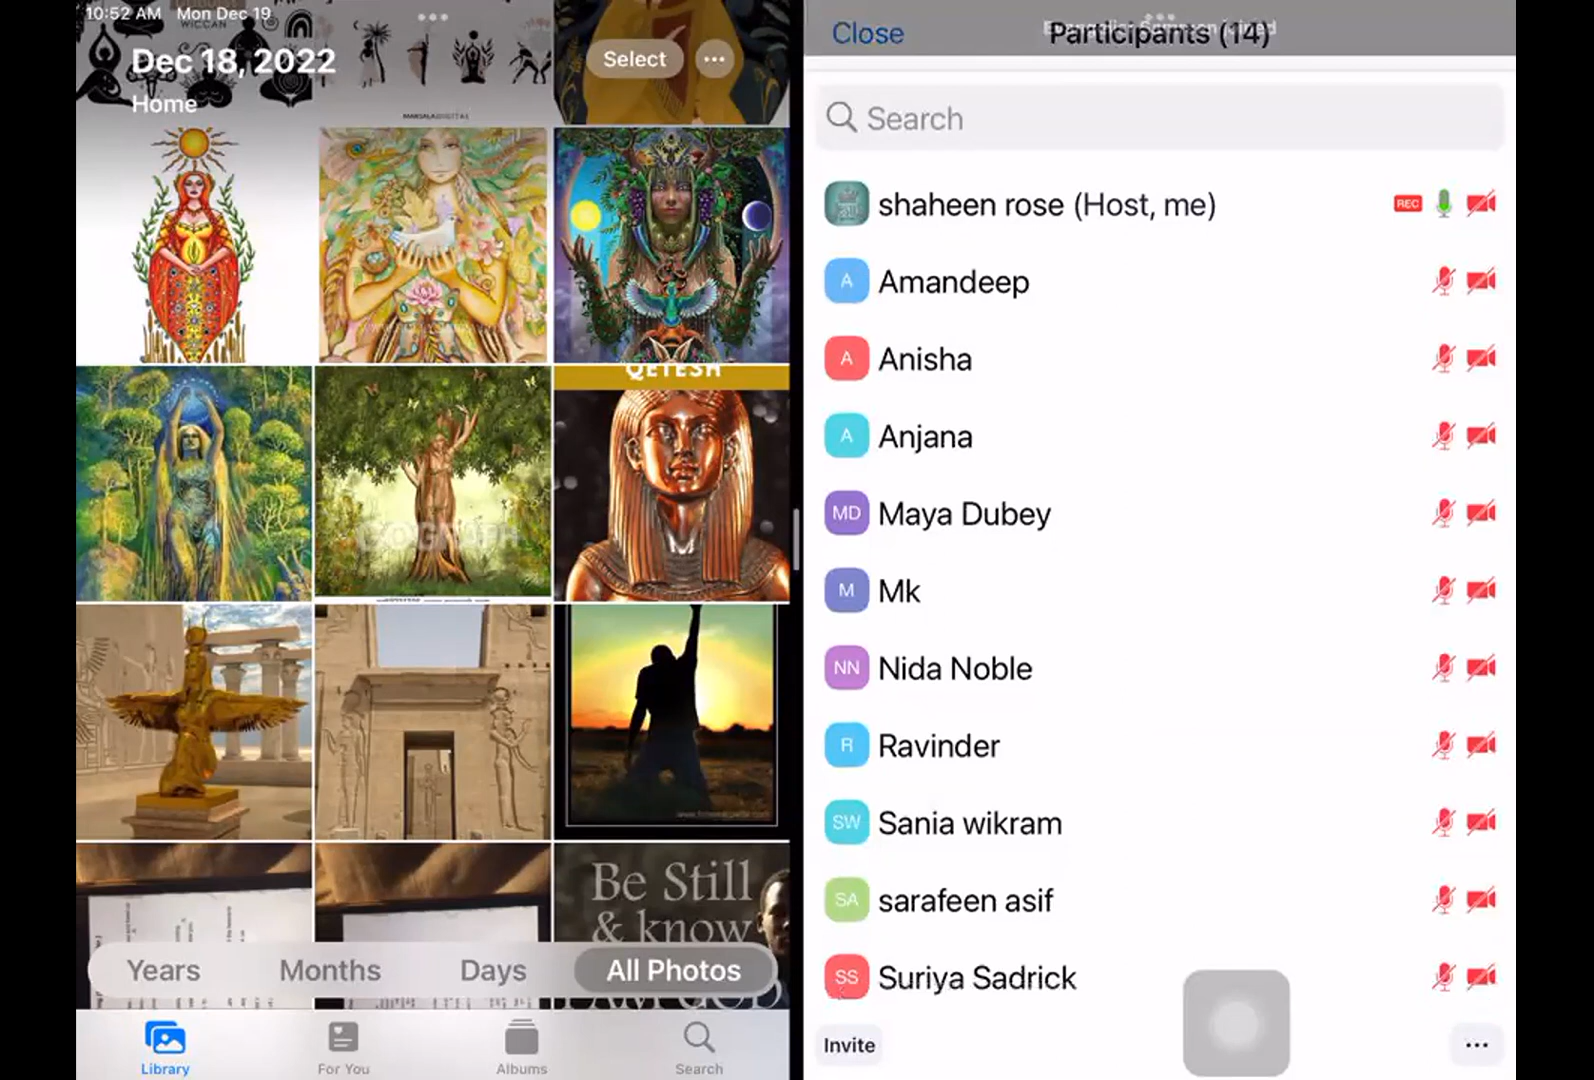 10:52 AM Mon Dec 19
WICCAN
Dec 18, 2022
Home
Select
MANDALADIGITAL
QETESH
Be Still
& know
Years
Months
Days
All Photos
Library
For You
Albums
Search
Close
Participants (14)
Search
shaheen rose (Host, me)
REC
A
Amandeep
A
Anisha
A
Anjana
MD
Maya Dubey
M
Mk
NN
Nida Noble
R
Ravinder
SW
Sania wikram
SA
sarafeen asif
SS
Suriya Sadrick
Invite